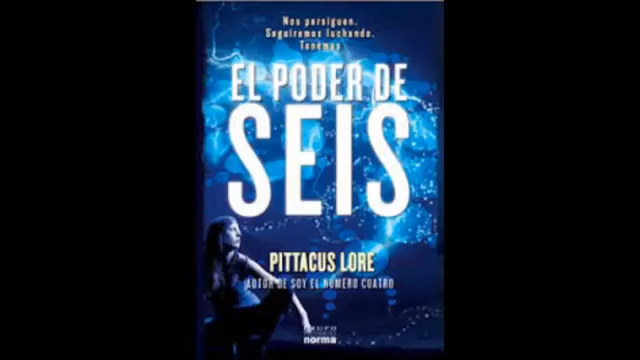 Nos persiguen.
Seguiremos luchando.
Tenemos
EL PODER DE
SEIS
PITTACUS LORE
AUTOR DE SOY EL NÚMERO CUATRO
norma